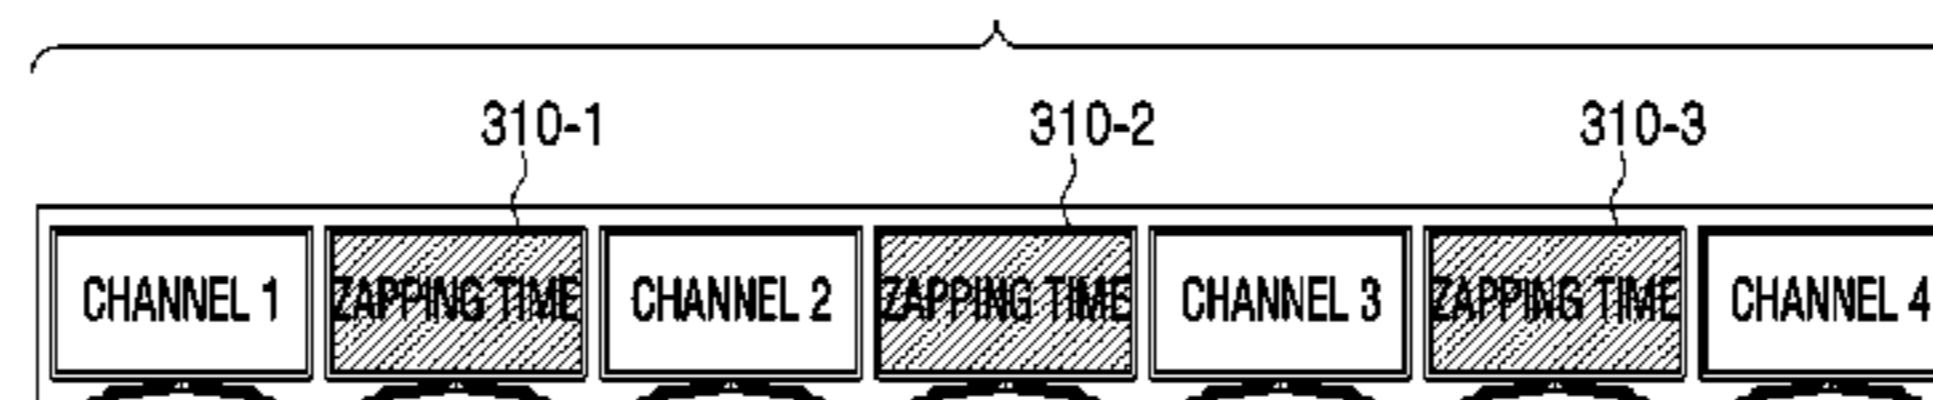 310-1 310-2 310-3
CHANNEL 1 ZAPPING TIME CHANNEL 2 ZAPPING TIME CHANNEL 3 ZAPPING TIME CHANNEL 4